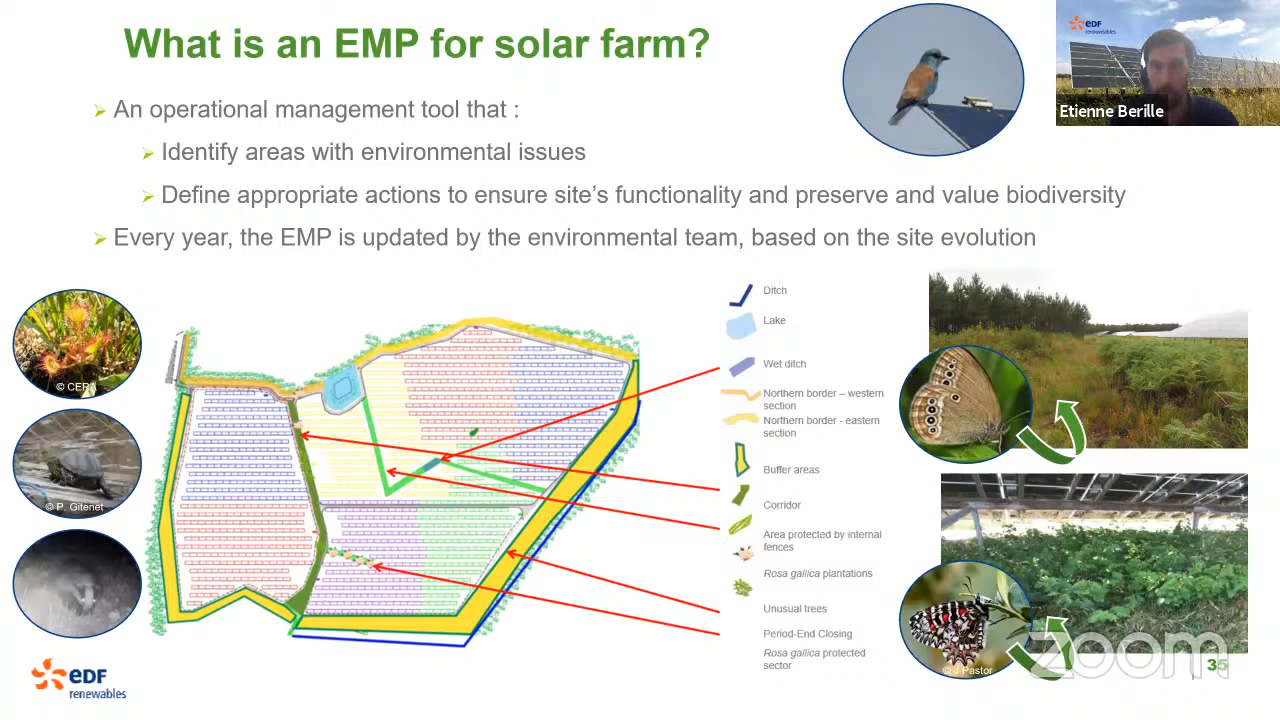 What is an EMP for solar farm?
EDF
renewables
Etienne Berille
➢ An operational management tool that :
➢ Identify areas with environmental issues
➢ Define appropriate actions to ensure site's functionality and preserve and value biodiversity
➢ Every year, the EMP is updated by the environmental team, based on the site evolution
© CERA
© P. Gitenet
Ditch
Lake
Wet ditch
Northern border – western
section
Northern border - eastern
section
Buffer areas
Corridor
Area protected by internal
fences
Rosa gallica plantations
Unusual trees
Period-End Closing
Rosa gallica protected
sector
© J Pastor
zoom
35
EDF
renewables